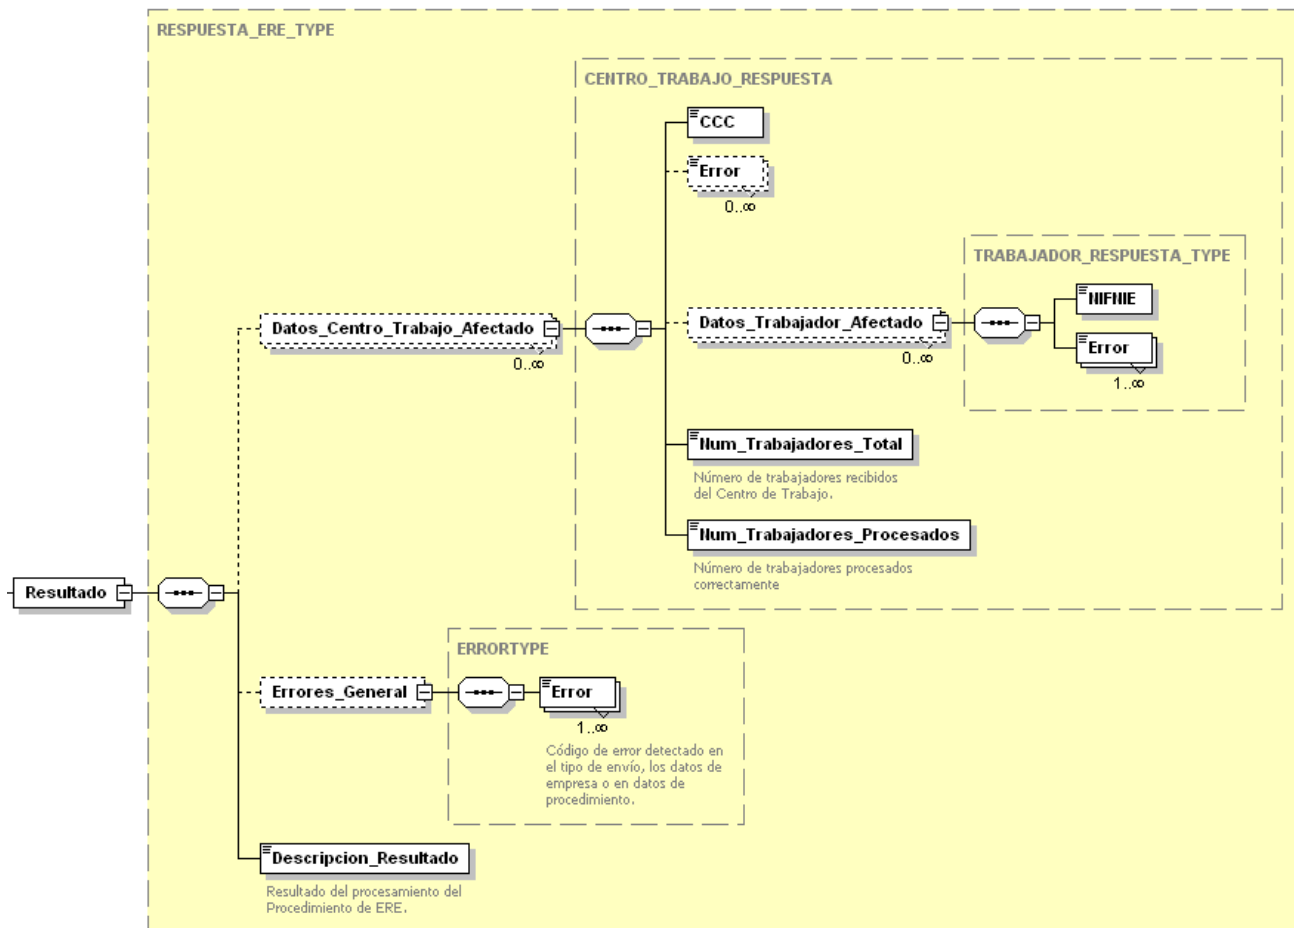 RESPUESTA_ERE_TYPE
CENTRO_TRABAJO_RESPUESTA
CCC
Error
0..∞
TRABAJADOR_RESPUESTA_TYPE
NIFNIE
Datos_Centro_Trabajo_Afectado
0..∞
Datos_Trabajador_Afectado
0..∞
Error
1..∞
Num_Trabajadores_Total
Número de trabajadores recibidos
del Centro de Trabajo.
Num_Trabajadores_Procesados
Número de trabajadores procesados
correctamente
Resultado
ERRORTYPE
Errores_General
Error
1..∞
Código de error detectado en
el tipo de envío, los datos de
empresa o en datos de
procedimiento.
Descripcion_Resultado
Resultado del procesamiento del
Procedimiento de ERE.